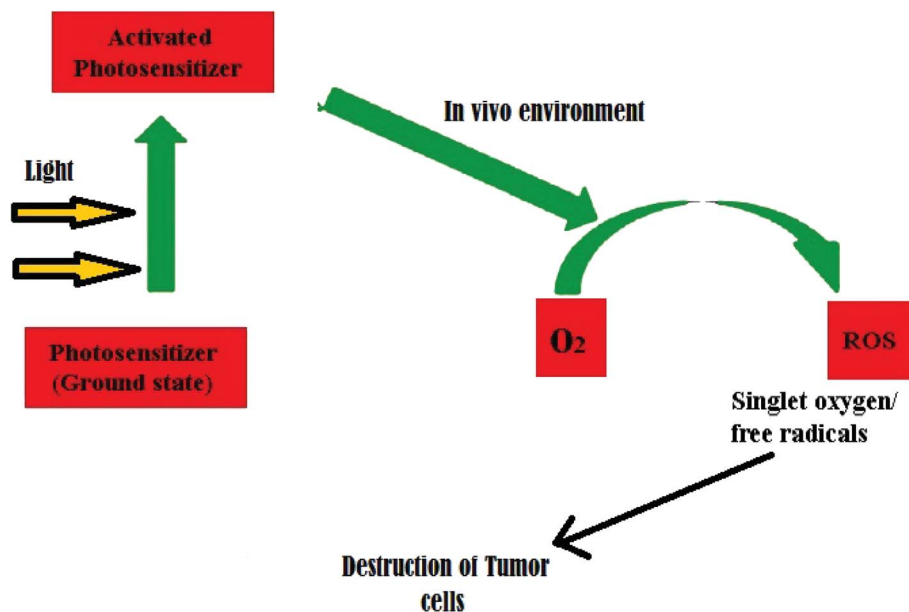 Activated
Photosensitizer
In vivo environment
Light
Photosensitizer
(Ground state)
O₂
ROS
Singlet oxygen/
free radicals
Destruction of Tumor
cells